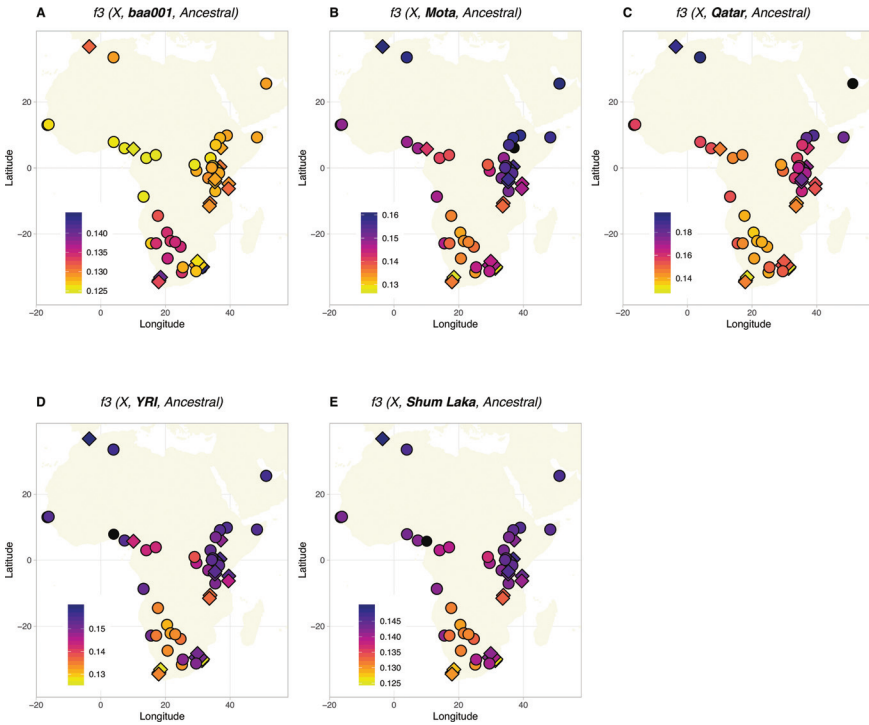 A f3 (X, baa001, Ancestral)
B f3 (X, Mota, Ancestral)
C f3 (X, Qatar, Ancestral)
Latitude
20
0
−20
0.140
0.135
0.130
0.125
−20 0 20 40
Longitude
Latitude
20
0
−20
0.16
0.15
0.14
0.13
−20 0 20 40
Longitude
Latitude
20
0
−20
0.18
0.16
0.14
−20 0 20 40
Longitude
D f3 (X, YRI, Ancestral)
E f3 (X, Shum Laka, Ancestral)
Latitude
20
0
−20
0.15
0.14
0.13
−20 0 20 40
Longitude
Latitude
20
0
−20
0.145
0.140
0.135
0.130
0.125
−20 0 20 40
Longitude